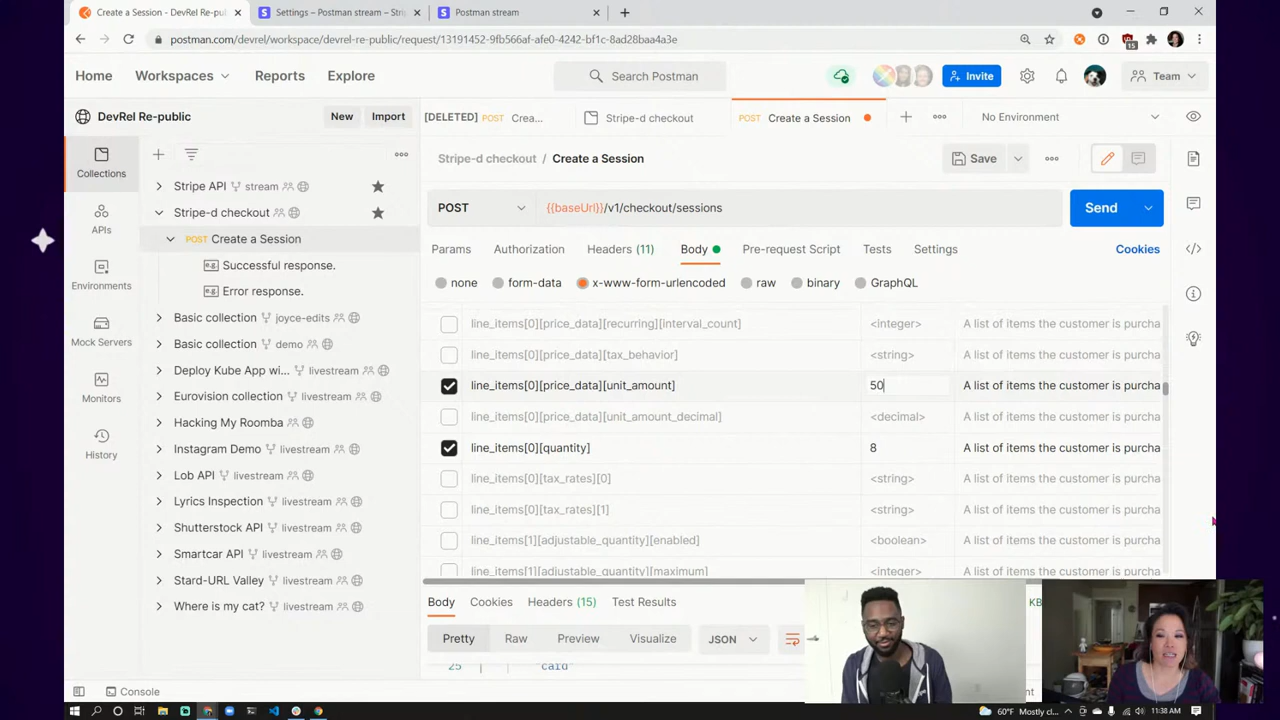 Create a Session - DevRel Re-pu
Settings – Postman stream – Stri
Postman stream
postman.com/devrel/workspace/devrel-re-public/request/13191452-9fb566af-afe0-4242-bf1c-8ad28baa4a3e
15
Home
Workspaces
Reports
Explore
Search Postman
Invite
Team
DevRel Re-public
New
Import
[DELETED] POST Crea...
Stripe-d checkout
POST Create a Session
No Environment
Collections
APIs
Environments
Mock Servers
Monitors
History
Stripe API stream
Stripe-d checkout
POST Create a Session
e.g. Successful response.
e.g. Error response.
Basic collection joyce-edits
Basic collection demo
Deploy Kube App wi... livestream
Eurovision collection livestream
Hacking My Roomba
Instagram Demo livestream
Lob API livestream
Lyrics Inspection livestream
Shutterstock API livestream
Smartcar API livestream
Stard-URL Valley livestream
Where is my cat? livestream
Stripe-d checkout / Create a Session
Save
POST
{{baseUrl}}/v1/checkout/sessions
Send
Params
Authorization
Headers (11)
Body
Pre-request Script
Tests
Settings
Cookies
none
form-data
x-www-form-urlencoded
raw
binary
GraphQL
line_items[0][price_data][recurring][interval_count] <integer> A list of items the customer is purcha
line_items[0][price_data][tax_behavior] <string> A list of items the customer is purcha
line_items[0][price_data][unit_amount] 50 A list of items the customer is purcha
line_items[0][price_data][unit_amount_decimal] <decimal> A list of items the customer is purcha
line_items[0][quantity] 8 A list of items the customer is purcha
line_items[0][tax_rates][0] <string> A list of items the customer is purcha
line_items[0][tax_rates][1] <string> A list of items the customer is purcha
line_items[1][adjustable_quantity][enabled] <boolean> A list of items the customer is purcha
line_items[1][adjustable_quantity][maximum] <integer> A list of items the customer is purcha
Body
Cookies
Headers (15)
Test Results
KB
Pretty
Raw
Preview
Visualize
JSON
25 "card"
Console
60°F Mostly cl...
11:38 AM